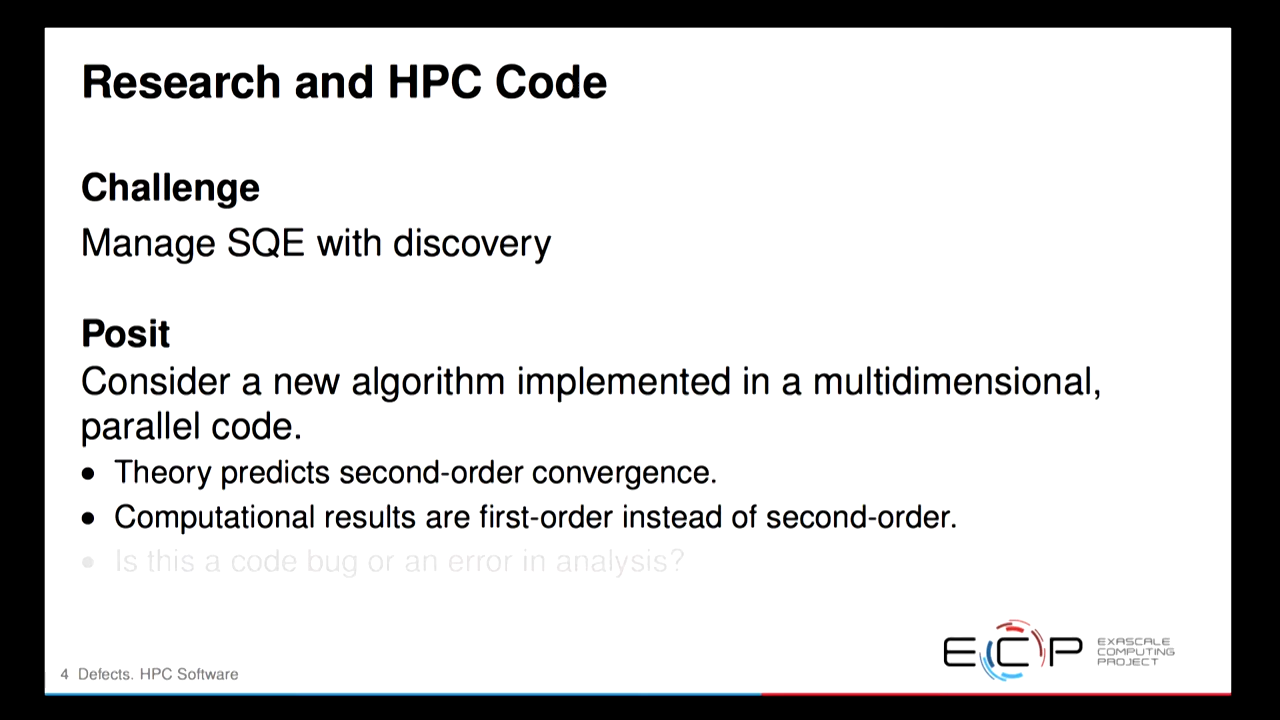 Research and HPC Code
Challenge
Manage SQE with discovery
Posit
Consider a new algorithm implemented in a multidimensional,
parallel code.
• Theory predicts second-order convergence.
• Computational results are first-order instead of second-order.
• Is this a code bug or an error in analysis?
ECP
EXASCALE
COMPUTING
PROJECT
4 Defects. HPC Software